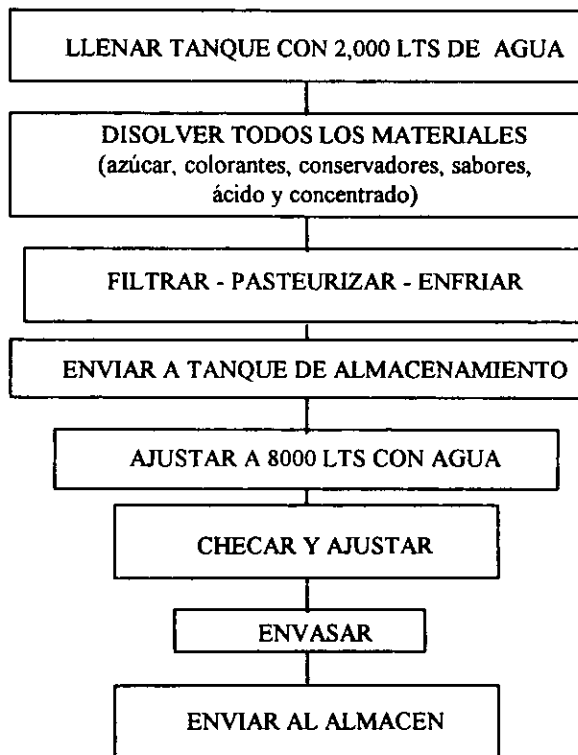 LLENAR TANQUE CON 2,000 LTS DE AGUA
DISOLVER TODOS LOS MATERIALES
(azúcar, colorantes, conservadores, sabores,
ácido y concentrado)
FILTRAR - PASTEURIZAR - ENFRIAR
ENVIAR A TANQUE DE ALMACENAMIENTO
AJUSTAR A 8000 LTS CON AGUA
CHECAR Y AJUSTAR
ENVASAR
ENVIAR AL ALMACEN